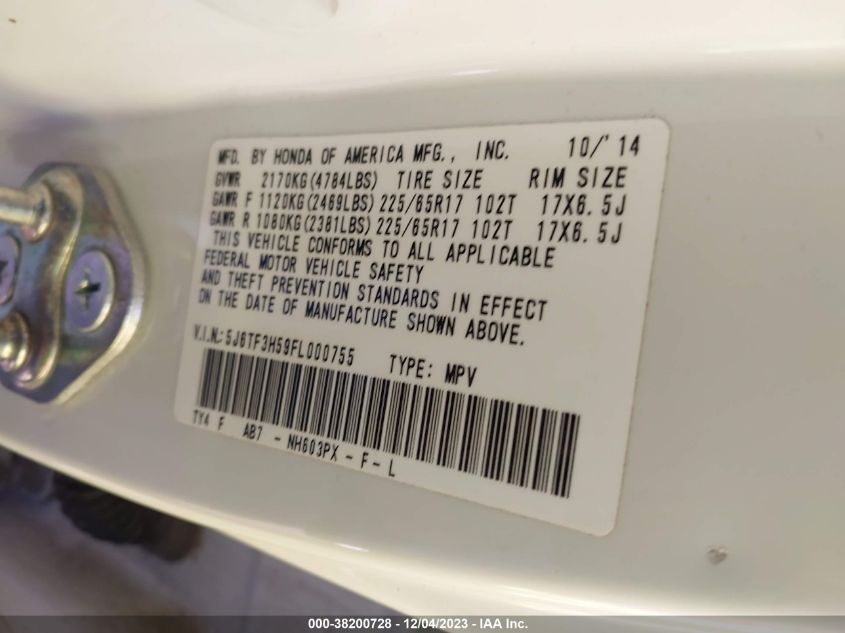 MFD. BY HONDA OF AMERICA MFG., INC. 10/'14
GVWR 2170KG(4784LBS) TIRE SIZE RIM SIZE
GAWR F 1120KG(2469LBS) 225/65R17 102T 17X6.5J
GAWR R 1080KG(2381LBS) 225/65R17 102T 17X6.5J
THIS VEHICLE CONFORMS TO ALL APPLICABLE
FEDERAL MOTOR VEHICLE SAFETY
AND THEFT PREVENTION STANDARDS IN EFFECT
ON THE DATE OF MANUFACTURE SHOWN ABOVE.
V.I.N.: 5J6TF3H59FL000755 TYPE: MPV
TY4 F AB7 - NH603PX - F - L
000-38200728 - 12/04/2023 - IAA Inc.